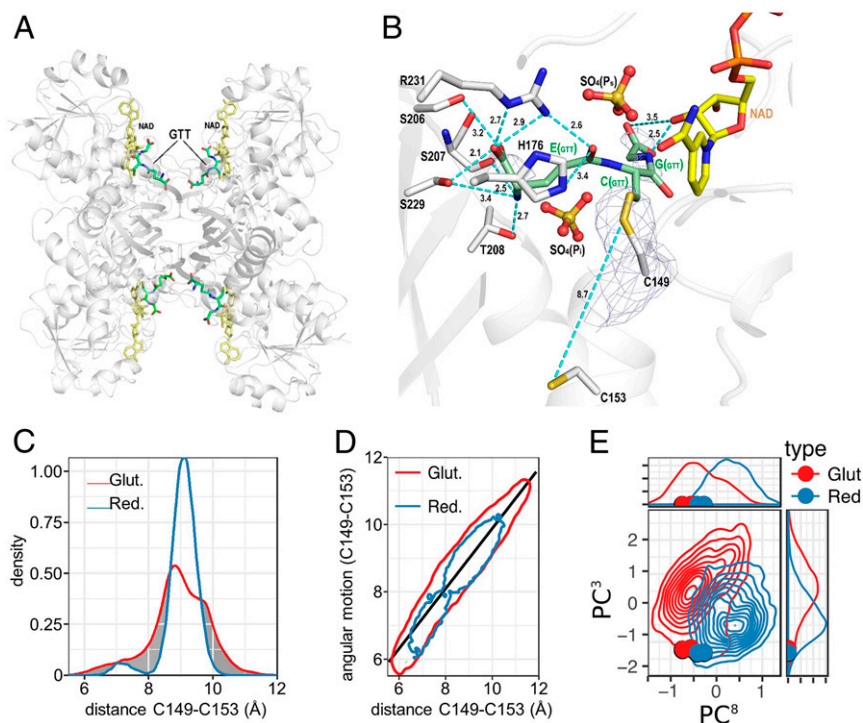 A
NAD
GTT
NAD
B
R231
S206
S207
S229
T208
H176
SO₄(Pₛ)
SO₄(Pᵢ)
E(GTT)
G(GTT)
C(GTT)
NAD
C149
C153
3.2
2.7
2.9
2.6
2.1
2.5
3.4
2.7
3.4
3.5
2.5
8.7
C
1.00
0.75
0.50
0.25
0
density
Glut.
Red.
6
8
10
12
distance C149-C153 (Å)
D
12
10
8
6
angular motion (C149-C153)
Glut.
Red.
6
8
10
12
distance C149-C153 (Å)
E
type
Glut
Red
2
1
0
−1
−2
PC³
−1
0
1
PC⁸